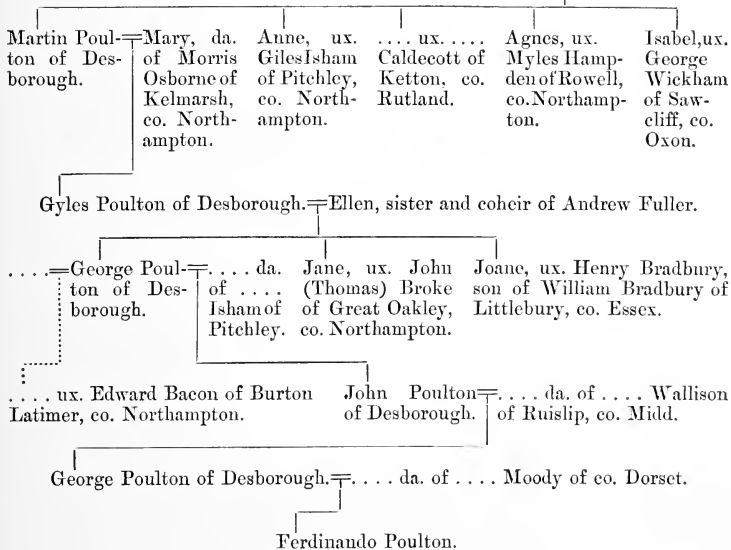 Martin Poul-
ton of Des-
borough.
Mary, da.
of Morris
Osborne of
Kelmarsh,
co. North-
ampton.
Anne, ux.
Giles Isham
of Pitchley,
co. North-
ampton.
.... ux. ....
Caldecott of
Ketton, co.
Rutland.
Agnes, ux.
Myles Hamp-
den of Rowell,
co. Northamp-
ton.
Isabel, ux.
George
Wickham
of Saw-
cliff, co.
Oxon.
Gyles Poulton of Desborough. Ellen, sister and coheir of Andrew Fuller.
....
George Poul-
ton of Des-
borough.
.... da.
of ....
Isham of
Pitchley.
Jane, ux. John
(Thomas) Broke
of Great Oakley,
co. Northampton.
Joane, ux. Henry Bradbury,
son of William Bradbury of
Littlebury, co. Essex.
.... ux. Edward Bacon of Burton
Latimer, co. Northampton.
John Poulton
of Desborough.
.... da. of .... Wallison
of Ruislip, co. Midd.
George Poulton of Desborough. .... da. of .... Moody of co. Dorset.
Ferdinando Poulton.